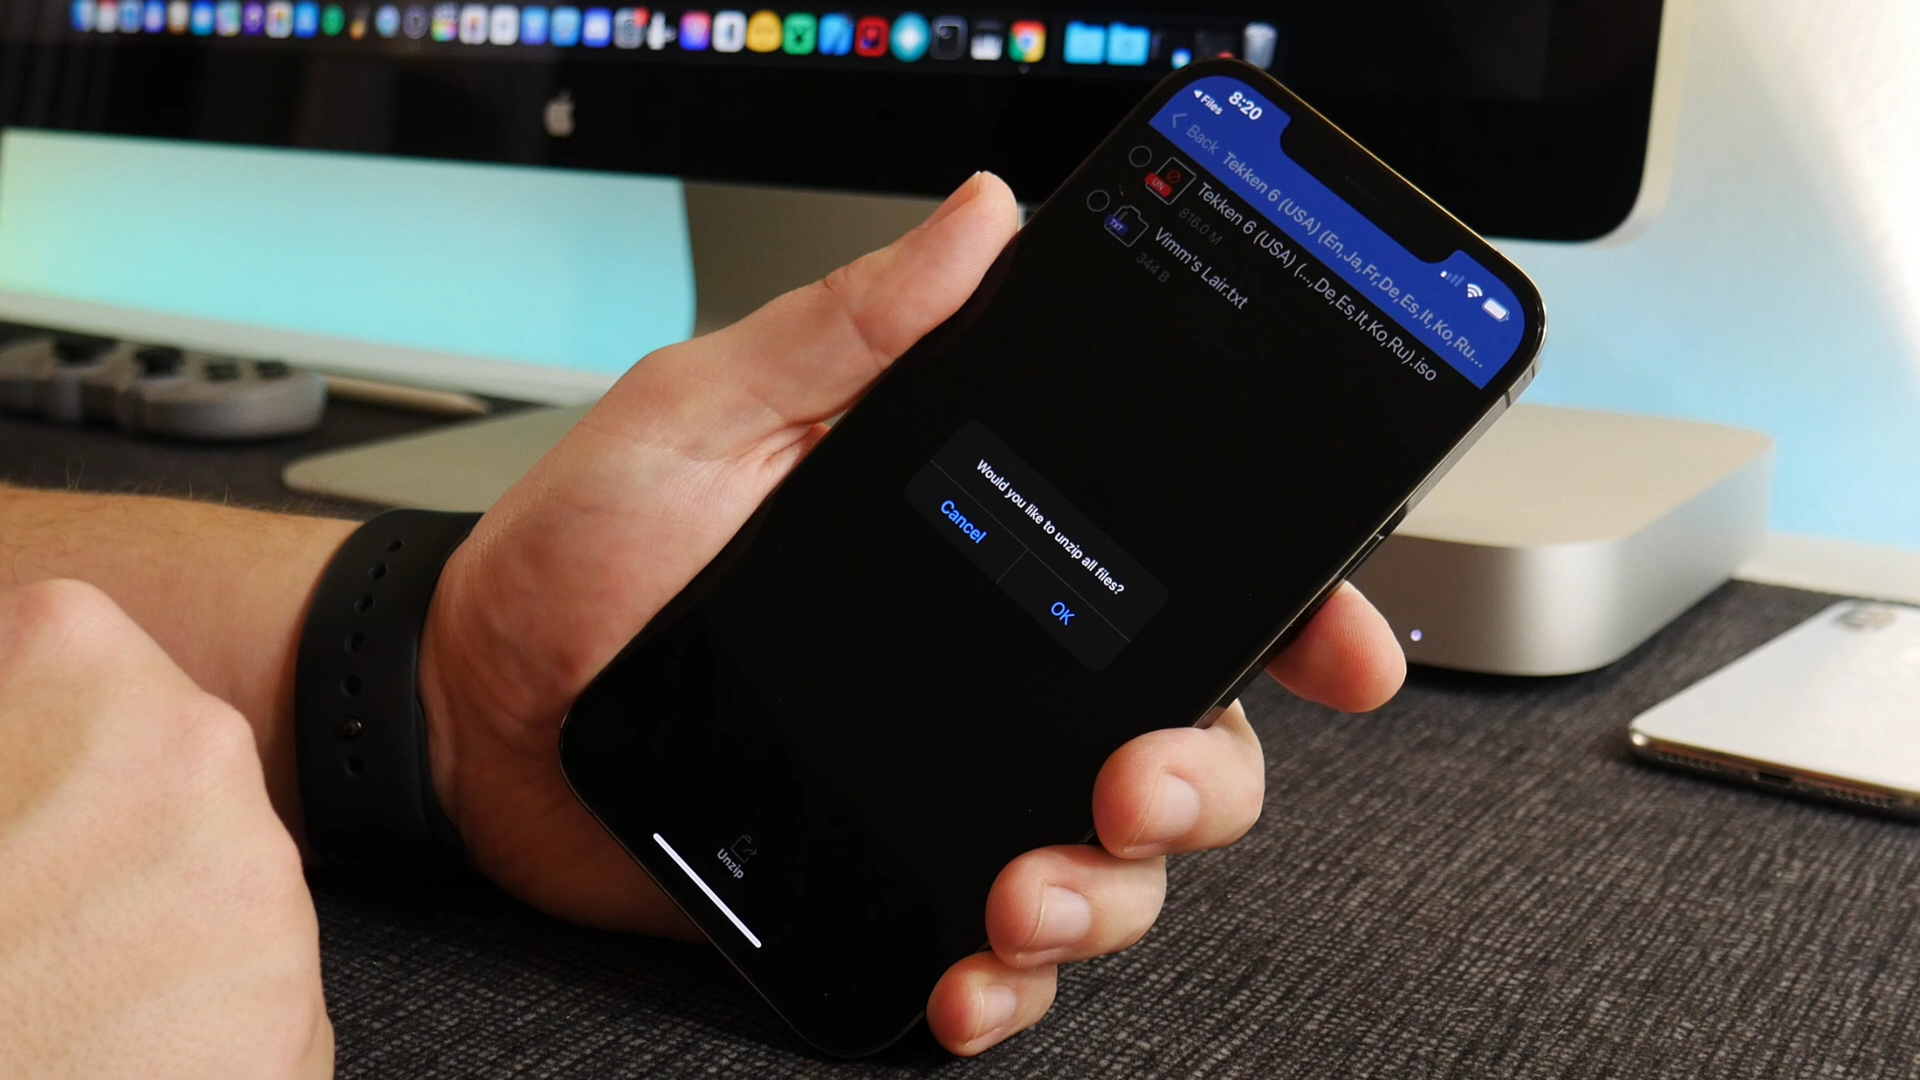 Files
8:20
Back
Tekken 6 (USA) (En,Ja,Fr,De,Es,It,Ko,Ru...
UN
Tekken 6 (USA) (...,De,Es,It,Ko,Ru).iso
816.0 M
TXT
Vimm's Lair.txt
344 B
Would you like to unzip all files?
Cancel
OK
Unzip